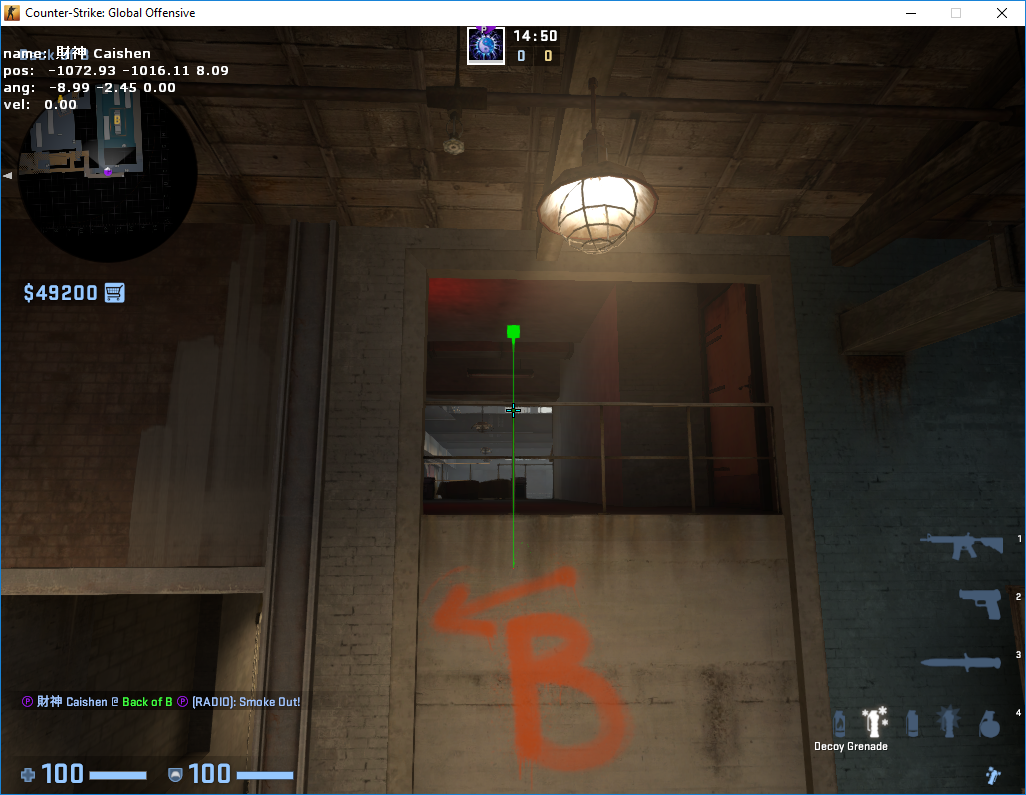 Counter-Strike: Global Offensive
name: 財神 Caishen
pos: -1072.93 -1016.11 8.09
ang: -8.99 -2.45 0.00
vel: 0.00
14:50
0 0
B
$49200
1
2
3
4
B
Ⓟ 財神 Caishen @ Back of B Ⓟ (RADIO): Smoke Out!
Decoy Grenade
100 100